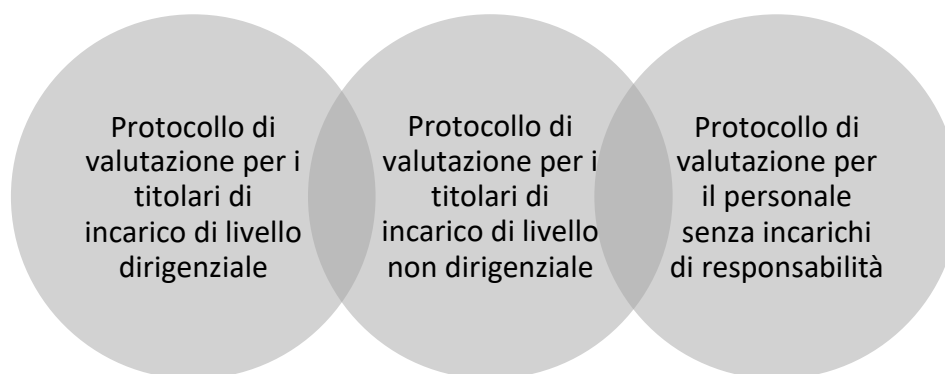 Protocollo di
valutazione per i
titolari di
incarico di livello
dirigenziale
Protocollo di
valutazione per i
titolari di
incarico di livello
non dirigenziale
Protocollo di
valutazione per
il personale
senza incarichi
di responsabilità